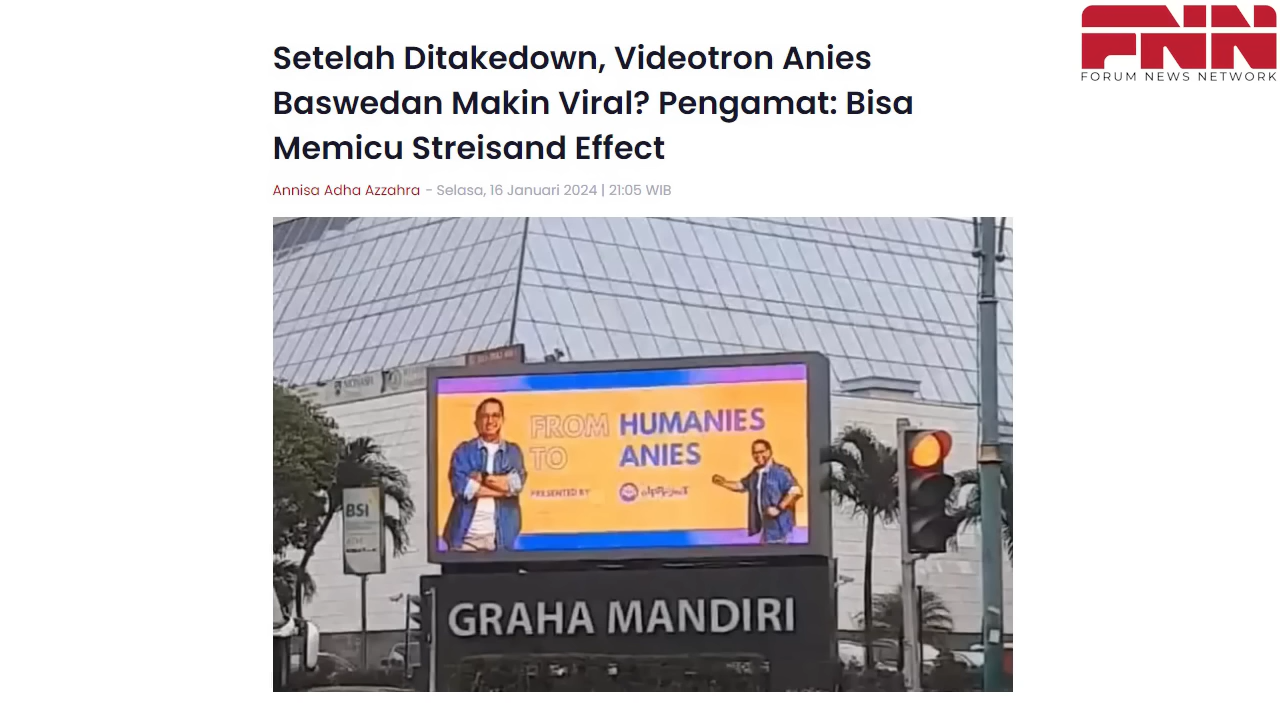 Setelah Ditakedown, Videotron Anies
Baswedan Makin Viral? Pengamat: Bisa
Memicu Streisand Effect
FNN
FORUM NEWS NETWORK
Annisa Adha Azzahra - Selasa, 16 Januari 2024 | 21:05 WIB
MONASH
FROM HUMANIES
TO ANIES
PRESENTED BY
BSI
GRAHA MANDIRI